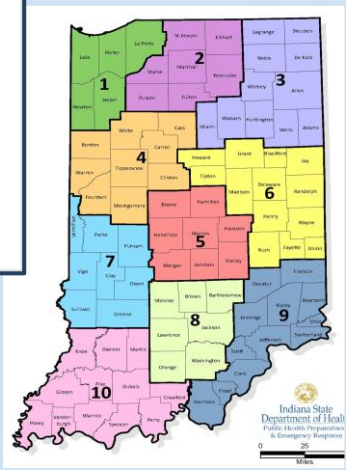 La Porte
Porter
Lake
1
Newton
Jasper
St Joseph
Elkhart
2
Starke
Marshall
Kosciusko
Pulaski
Fulton
Lagrange
Steuben
Noble
De Kalb
3
Whitley
Allen
Miami
Wabash
Huntington
Wells
Adams
White
Cass
Benton
4
Carroll
Tippecanoe
Warren
Clinton
Fountain
Montgomery
Howard
Grant
Blackford
Jay
Tipton
Madison
Delaware
6
Randolph
Henry
Wayne
Rush
Fayette
Union
Boone
Hamilton
Hendricks
Marion
Hancock
5
Morgan
Johnson
Shelby
Vermillion
Parke
Putnam
7
Vigo
Clay
Owen
Sullivan
Greene
Monroe
Brown
Bartholomew
8
Lawrence
Jackson
Orange
Washington
Franklin
Decatur
Ripley
Dearborn
9
Jennings
Ohio
Jefferson
Switzerland
Scott
Clark
Floyd
Harrison
Knox
Daviess
Martin
Gibson
Pike
Dubois
10
Crawford
Posey
Vander-
burgh
Warrick
Spencer
Perry
Indiana State
Department of Healt
Public Health Preparedness
& Emergency Response
0 25
Miles